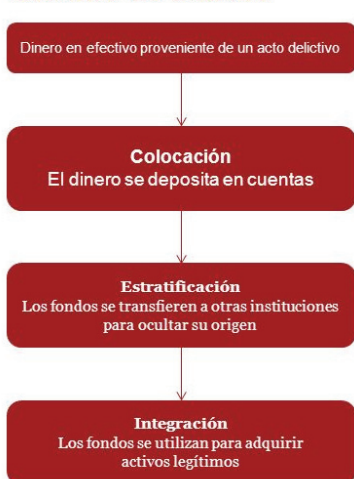 Dinero en efectivo proveniente de un acto delictivo
Colocación
El dinero se deposita en cuentas
Estratificación
Los fondos se transfieren a otras instituciones
para ocultar su origen
Integración
Los fondos se utilizan para adquirir
activos legítimos